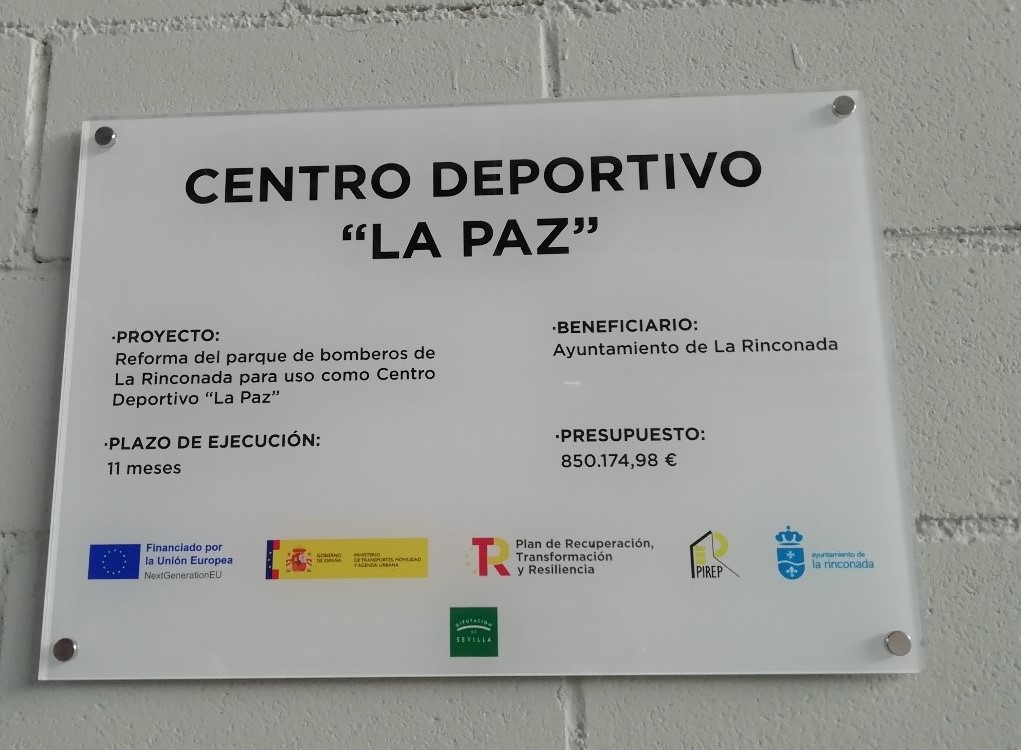 CENTRO DEPORTIVO
“LA PAZ”
·PROYECTO:
Reforma del parque de bomberos de
La Rinconada para uso como Centro
Deportivo “La Paz”
·BENEFICIARIO:
Ayuntamiento de La Rinconada
·PLAZO DE EJECUCIÓN:
11 meses
·PRESUPUESTO:
850.174,98 €
Financiado por
la Unión Europea
NextGenerationEU
GOBIERNO
DE ESPAÑA
MINISTERIO
DE TRANSPORTES, MOVILIDAD
Y AGENDA URBANA
TR
Plan de Recuperación,
Transformación
y Resiliencia
PIREP
ayuntamiento de
la rinconada
DIPUTACIÓN
DE
SEVILLA